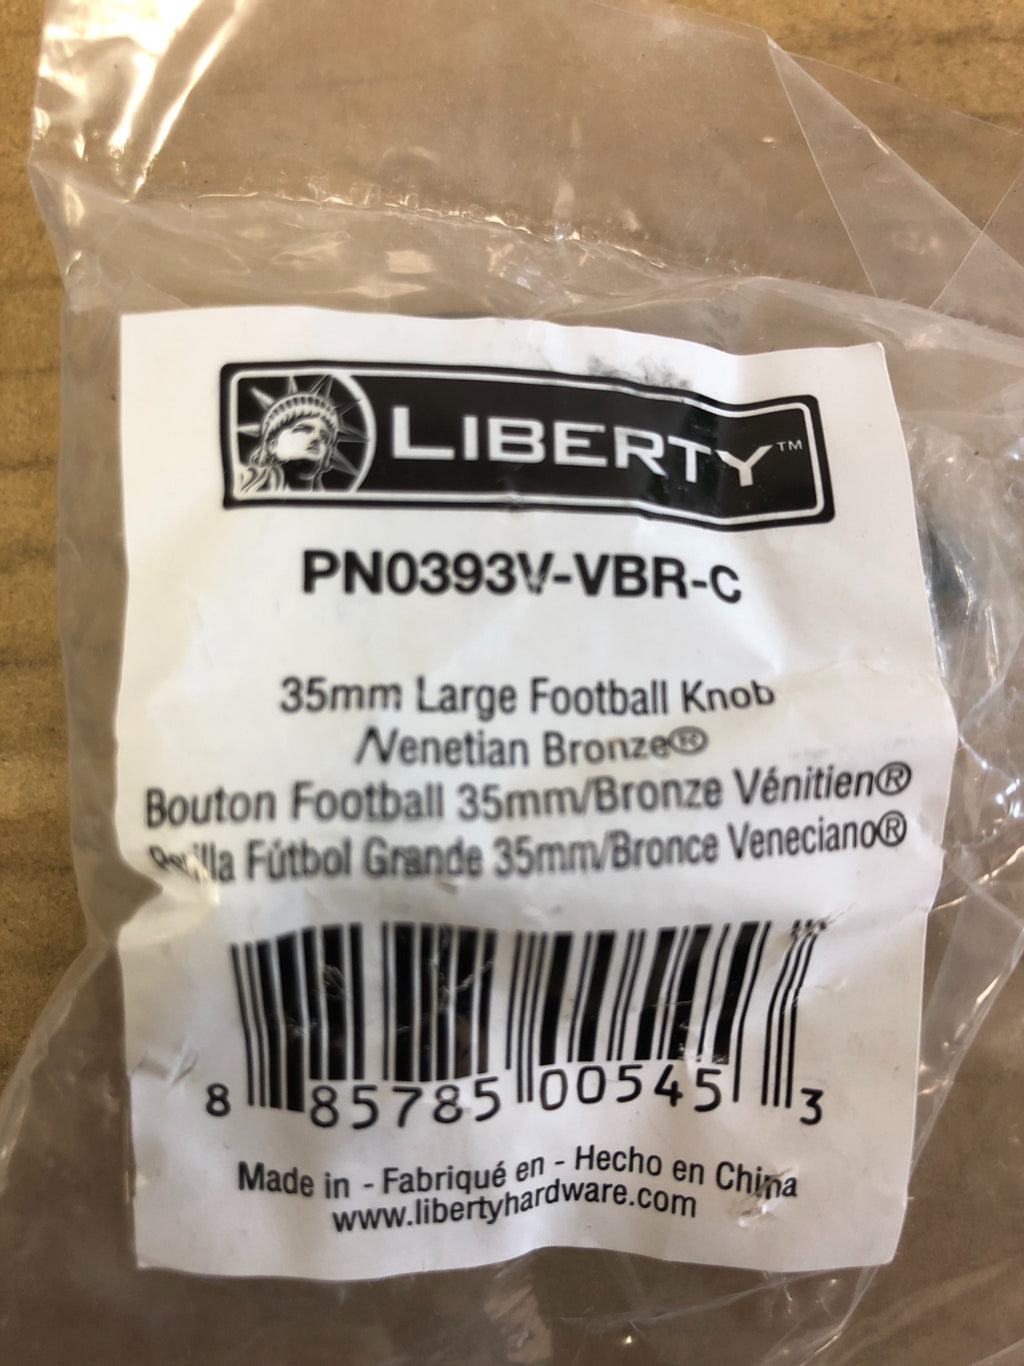 LIBERTY™
PN0393V-VBR-C
35mm Large Football Knob
/Venetian Bronze®
Bouton Football 35mm/Bronze Vénitien®
Fútbol Grande 35mm/Bronce Veneciano®
8 85785 00545 3
Made in - Fabriqué en - Hecho en China
www.libertyhardware.com